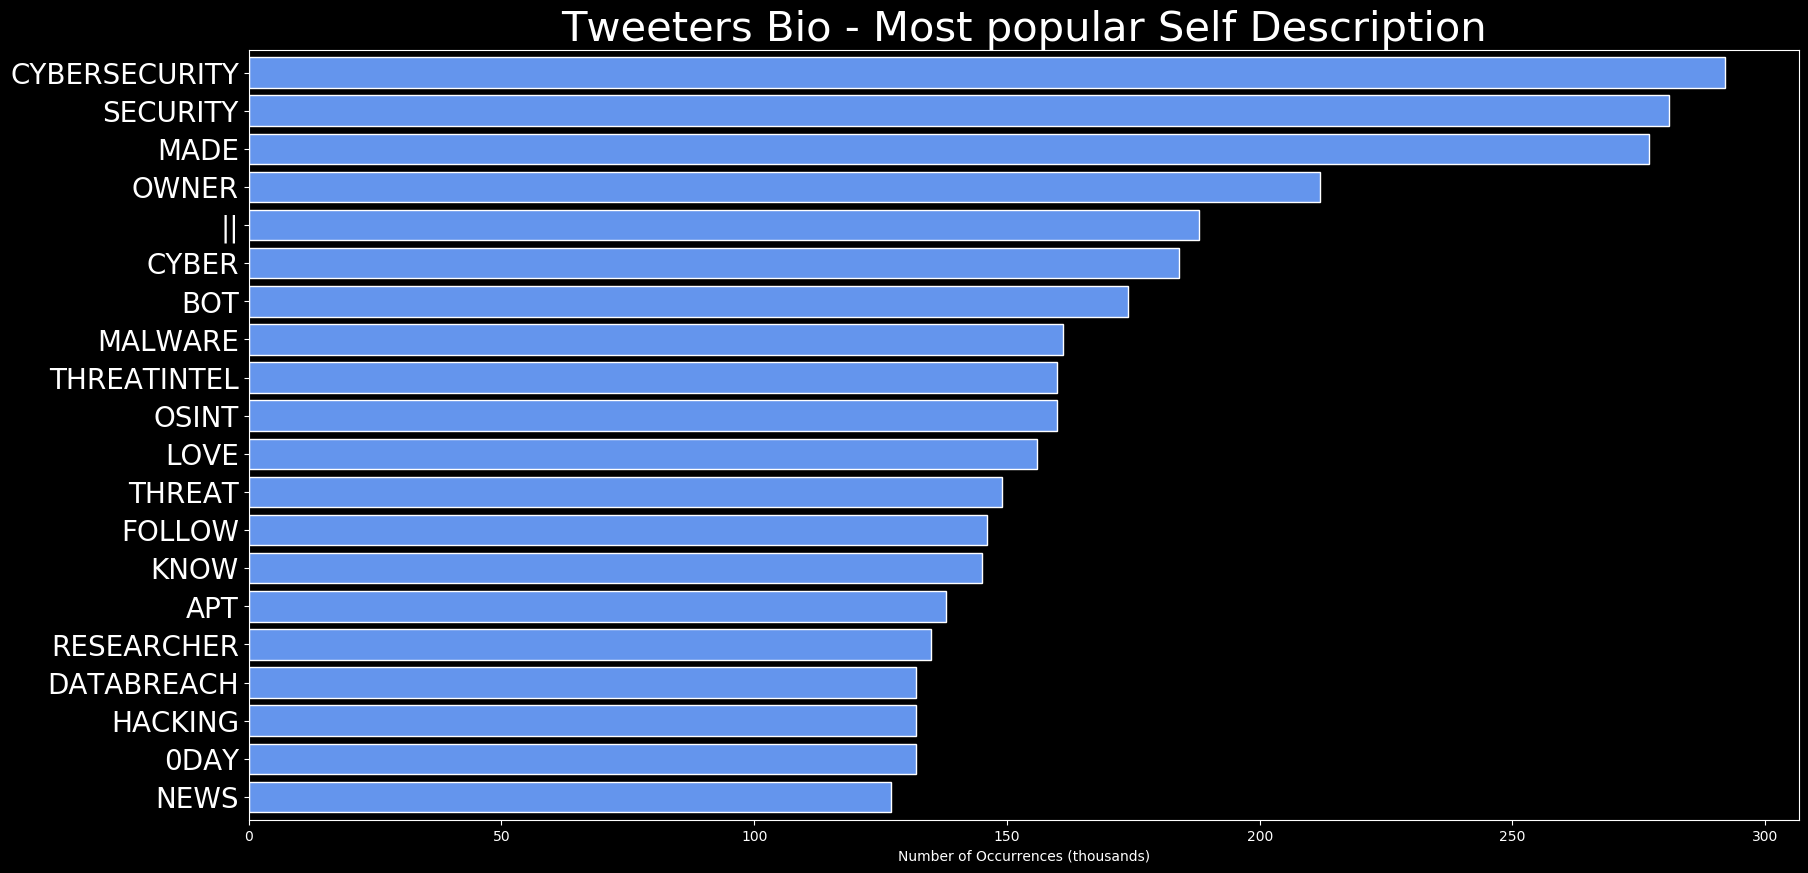 Tweeters Bio - Most popular Self Description
CYBERSECURITY
SECURITY
MADE
OWNER
||
CYBER
BOT
MALWARE
THREATINTEL
OSINT
LOVE
THREAT
FOLLOW
KNOW
APT
RESEARCHER
DATABREACH
HACKING
0DAY
NEWS
0 50 100 150 200 250 300
Number of Occurrences (thousands)